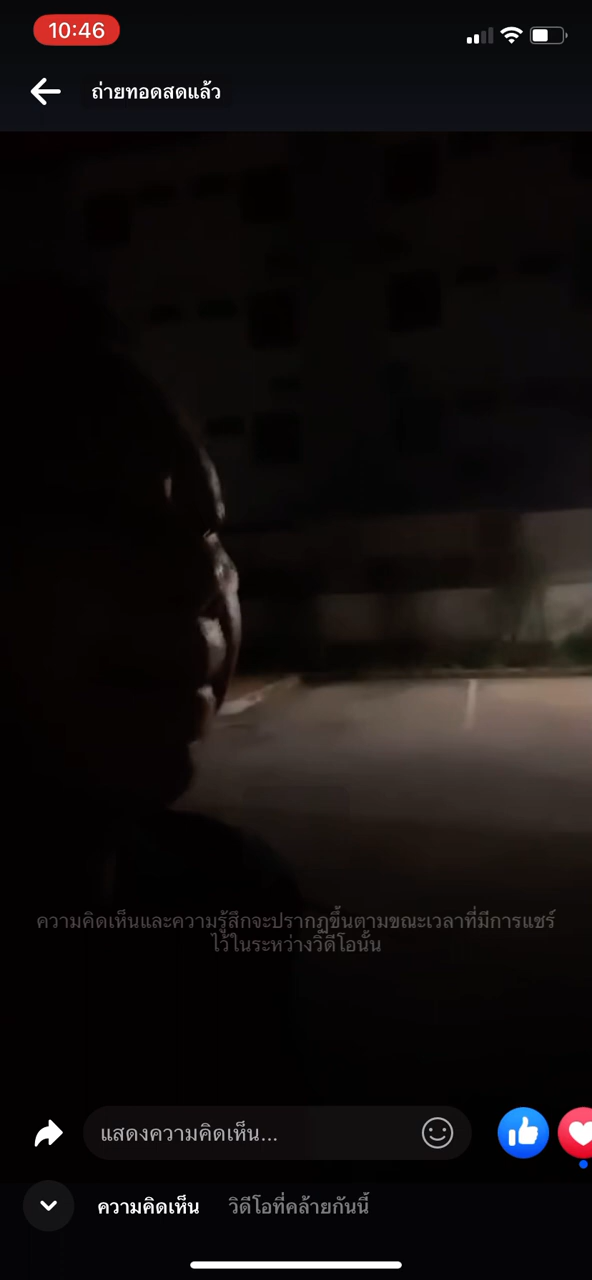 10:46
ถ่ายทอดสดแล้ว
ความคิดเห็นและความรู้สึกจะปรากฏขึ้นตามขณะเวลาที่มีการแชร์
ไว้ในระหว่างวิดีโอนั้น
แสดงความคิดเห็น...
ความคิดเห็น วิดีโอที่คล้ายกันนี้